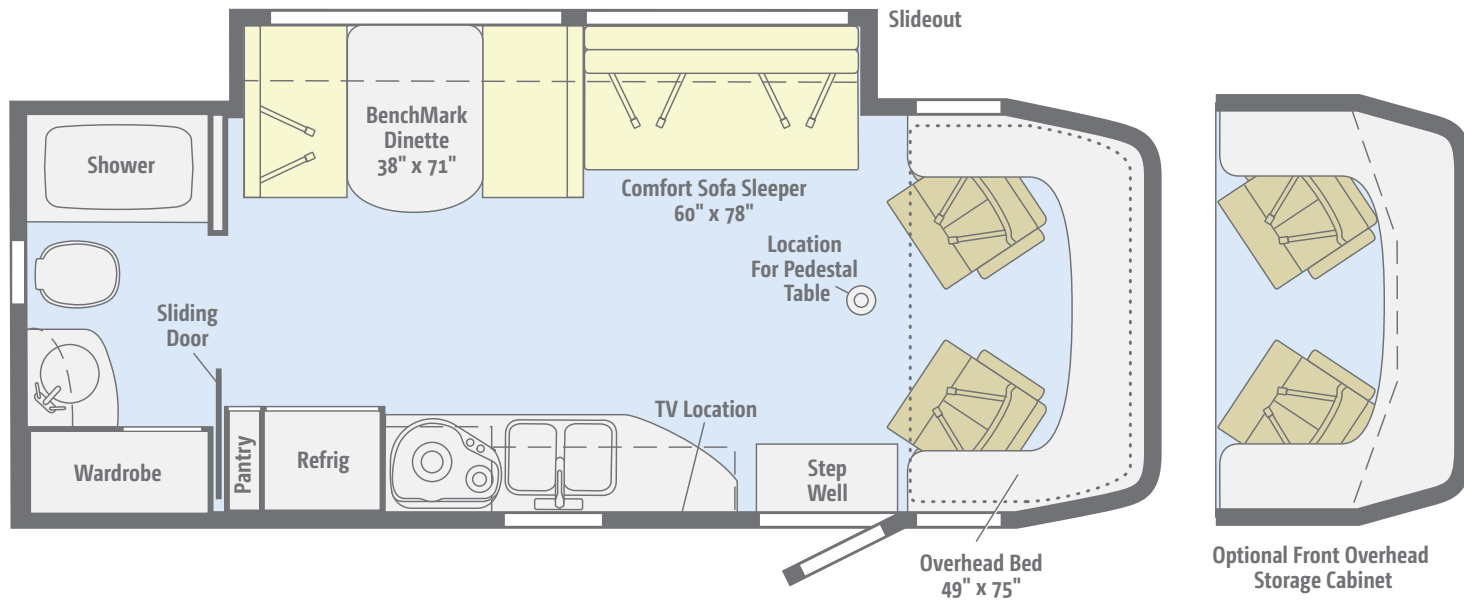 Slideout
BenchMark
Dinette
38" x 71"
Shower
Comfort Sofa Sleeper
60" x 78"
Location
For Pedestal
Table
Sliding
Door
TV Location
Wardrobe
Pantry
Refrig
Step
Well
Overhead Bed
49" x 75"
Optional Front Overhead
Storage Cabinet